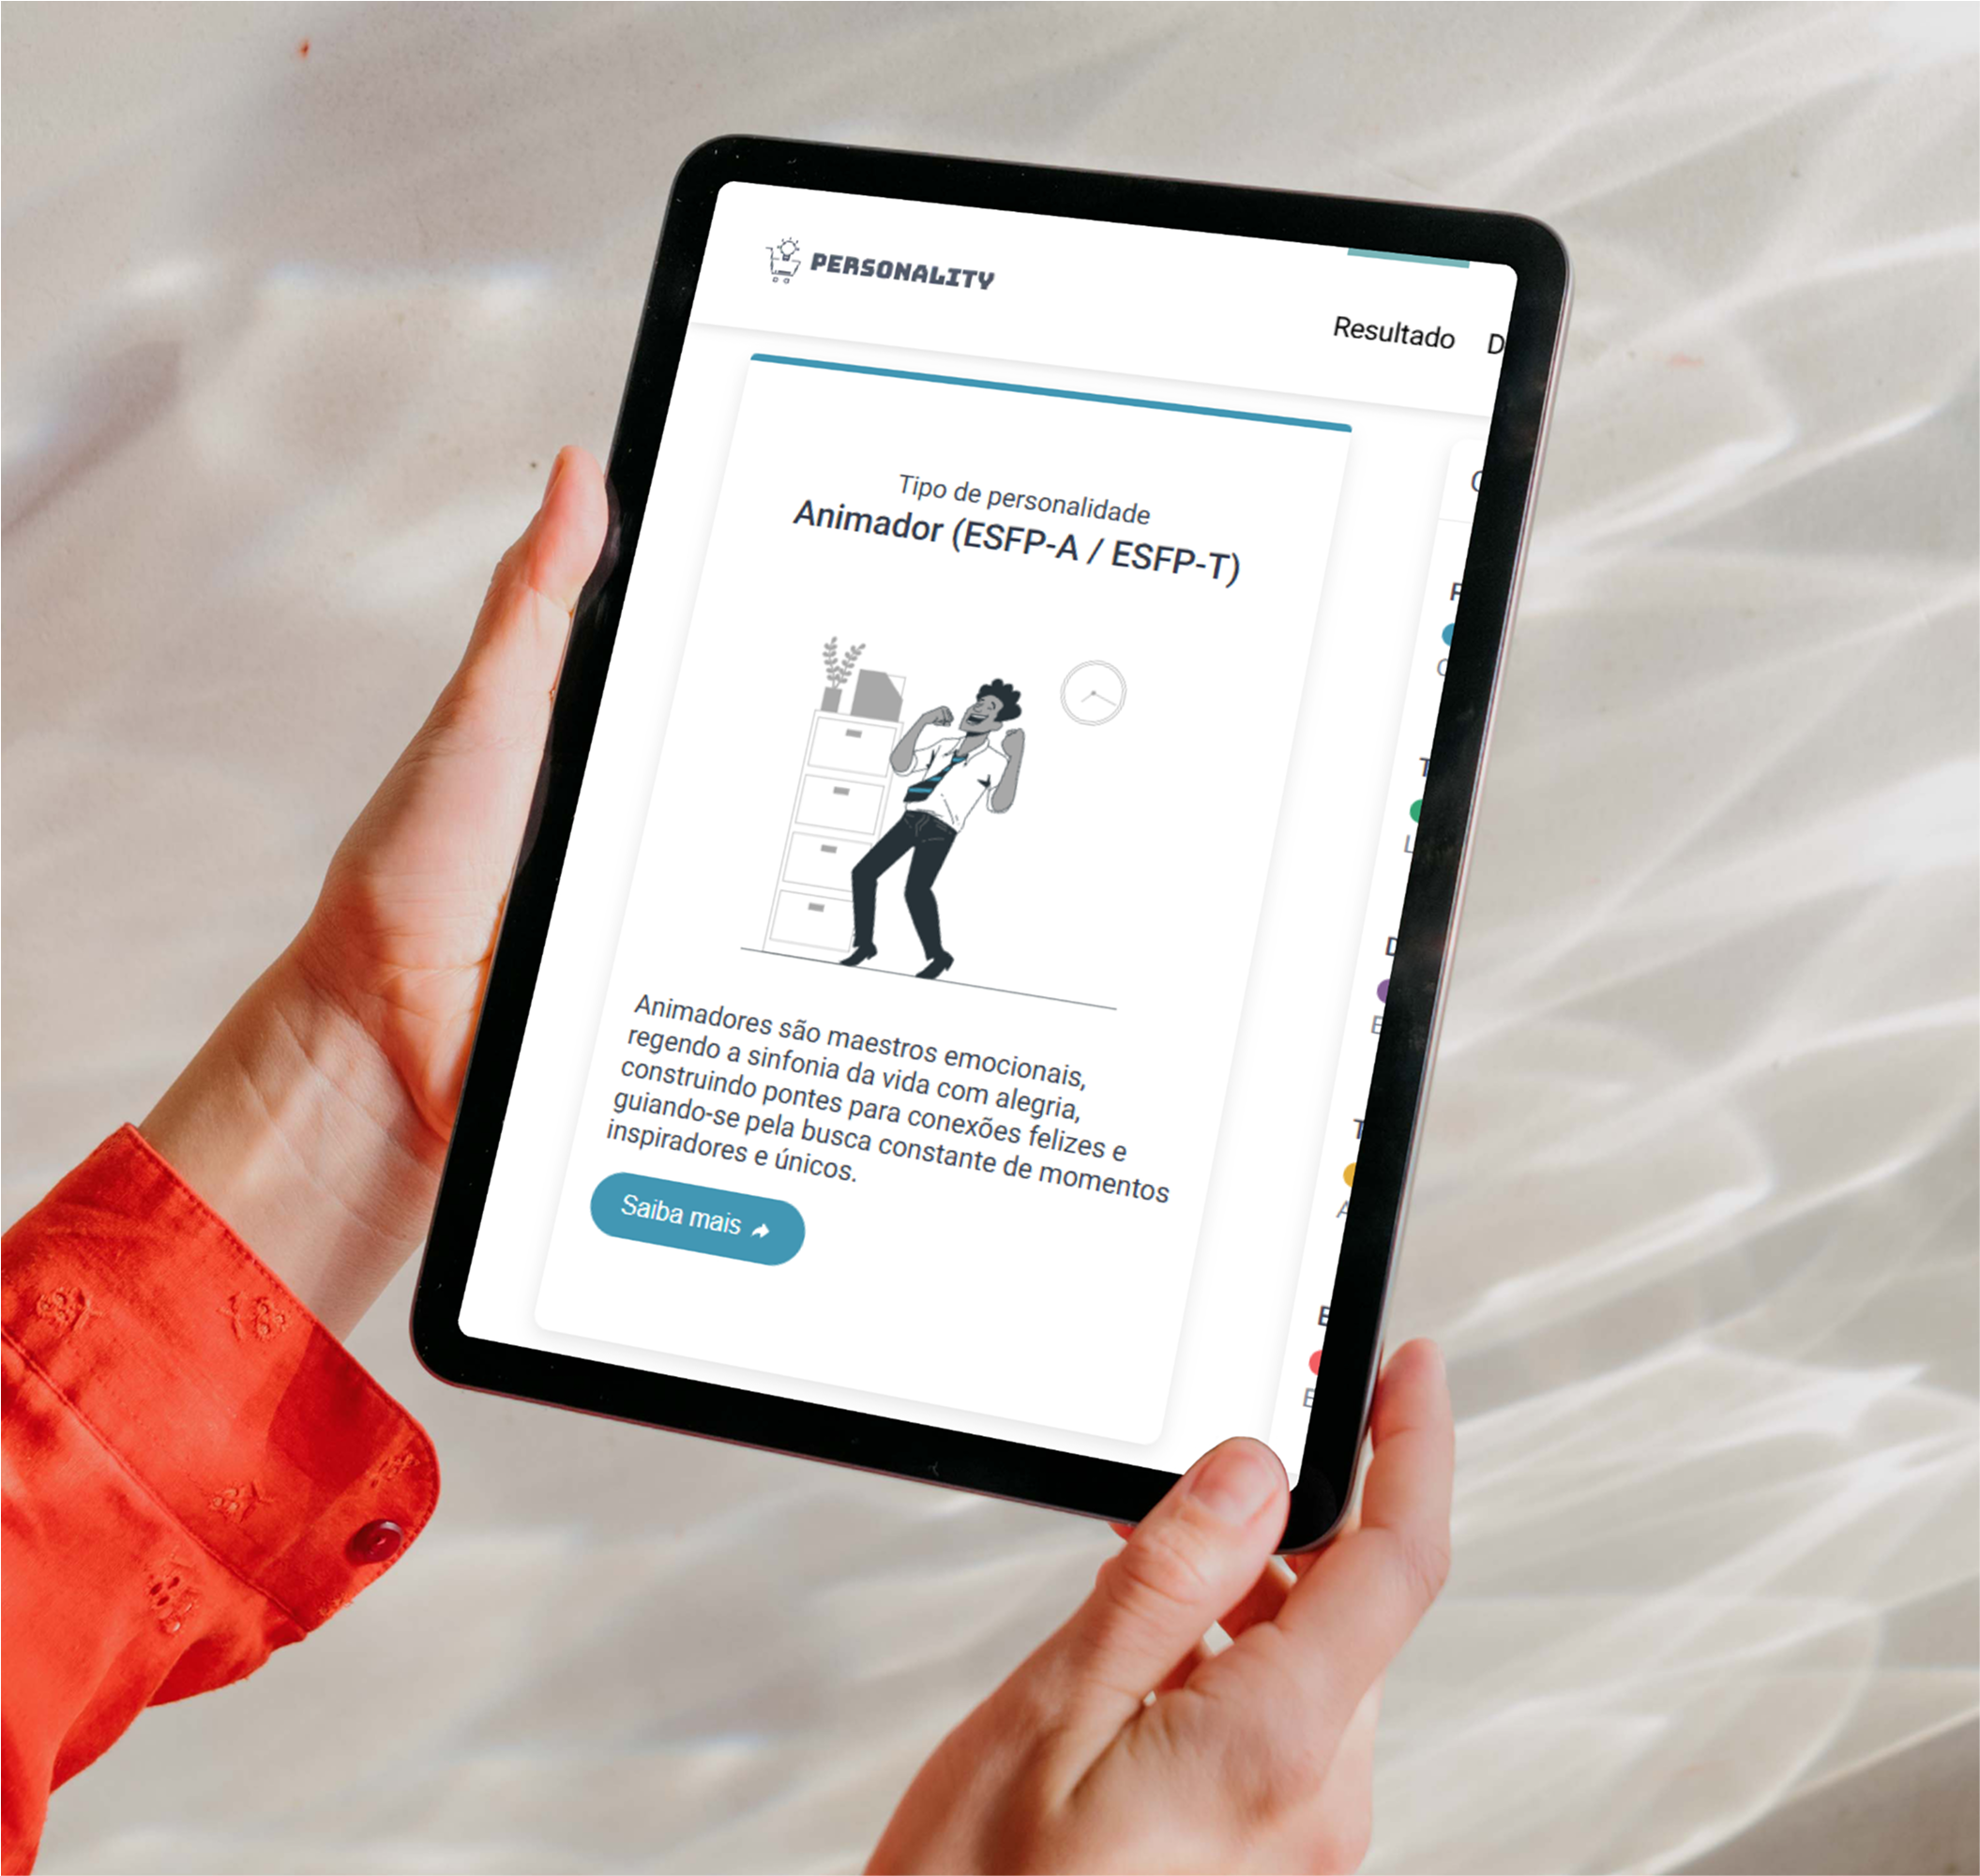 PERSONALITY
Resultado
Tipo de personalidade
Animador (ESFP-A / ESFP-T)
Animadores são maestros emocionais,
regendo a sinfonia da vida com alegria,
construindo pontes para conexões felizes e
guiando-se pela busca constante de momentos
inspiradores e únicos.
Saiba mais